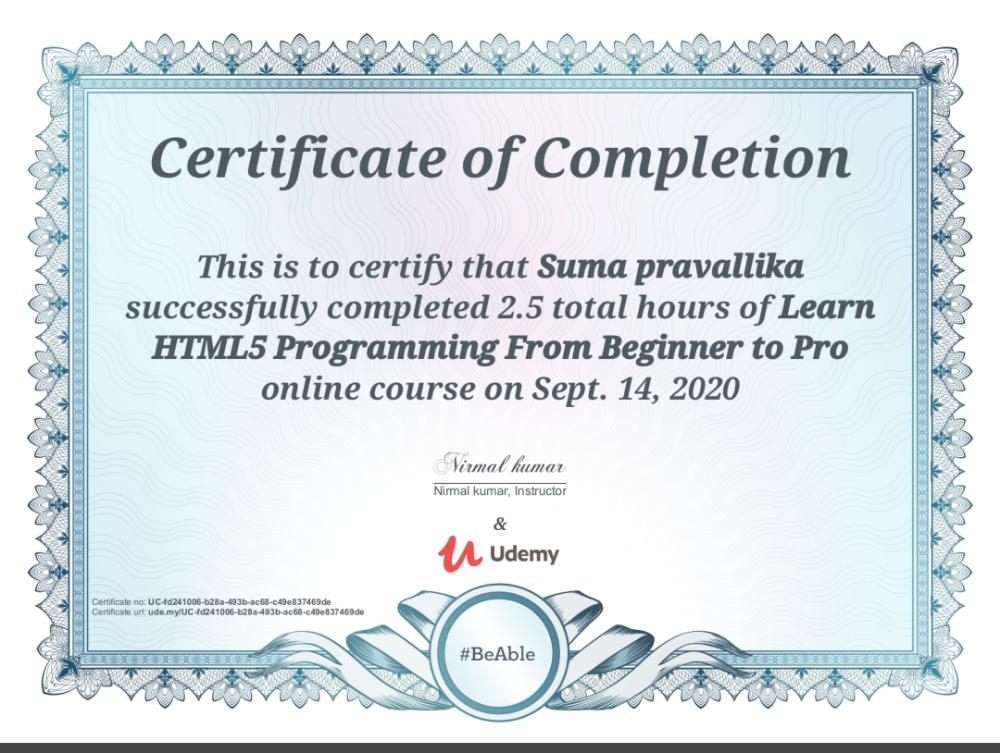 Certificate of Completion
This is to certify that Suma pravallika
successfully completed 2.5 total hours of Learn
HTML5 Programming From Beginner to Pro
online course on Sept. 14, 2020
Nirmal kumar
Nirmal kumar, Instructor
&
Udemy
Certificate no: UC-fd241006-b28a-493b-ac68-c49e837469de
Certificate url: ude.my/UC-fd241006-b28a-493b-ac68-c49e837469de
#BeAble